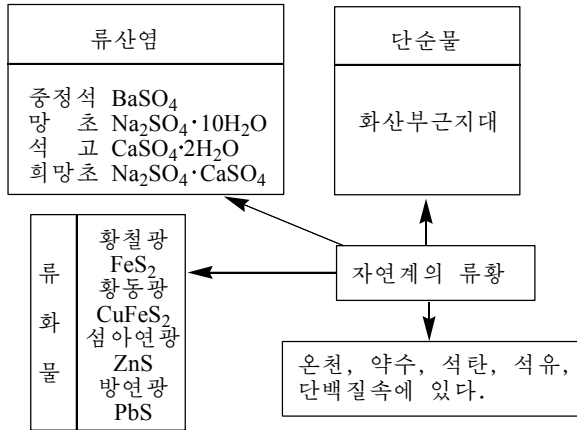 류산염
중정석 BaSO₄
망 초 Na₂SO₄·10H₂O
석 고 CaSO₄·2H₂O
희망초 Na₂SO₄·CaSO₄
단순물
화산부근지대
류
화
물
황철광
FeS₂
황동광
CuFeS₂
섬아연광
ZnS
방연광
PbS
자연계의 류황
온천, 약수, 석탄, 석유,
단백질속에 있다.